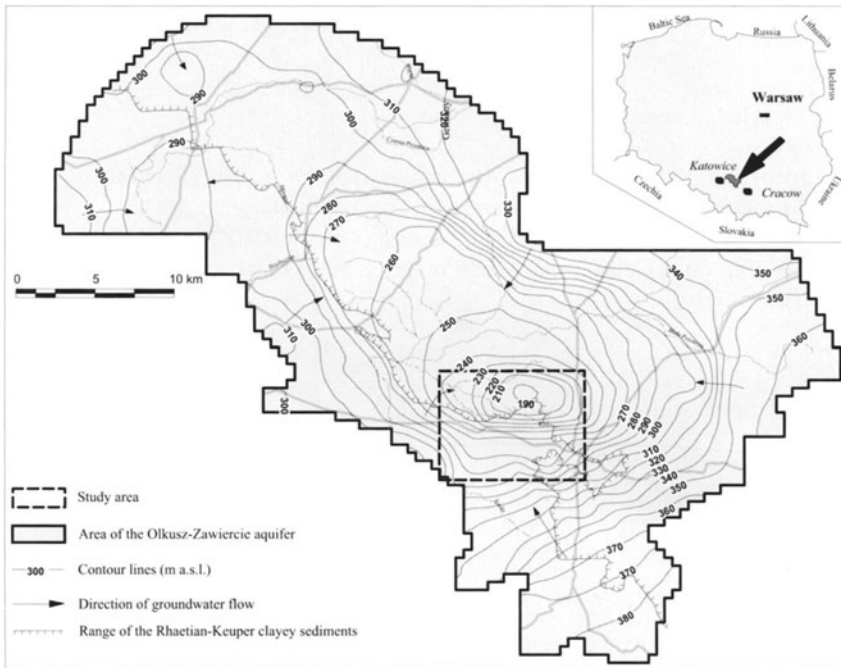 Baltic Sea
Russia
Lithuania
Belarus
Warsaw
Katowice
Cracow
Czechia
Slovakia
Ukraine
300
290
310
320
300
290
290
300
310
280
270
330
340
350
350
360
260
250
300
310
300
240
230
220
210
190
270
280
290
300
310
320
330
340
350
360
370
370
380
0 5 10 km
Study area
Area of the Olkusz-Zawiercie aquifer
300 Contour lines (m a.s.l.)
Direction of groundwater flow
Range of the Rhaetian-Keuper clayey sediments